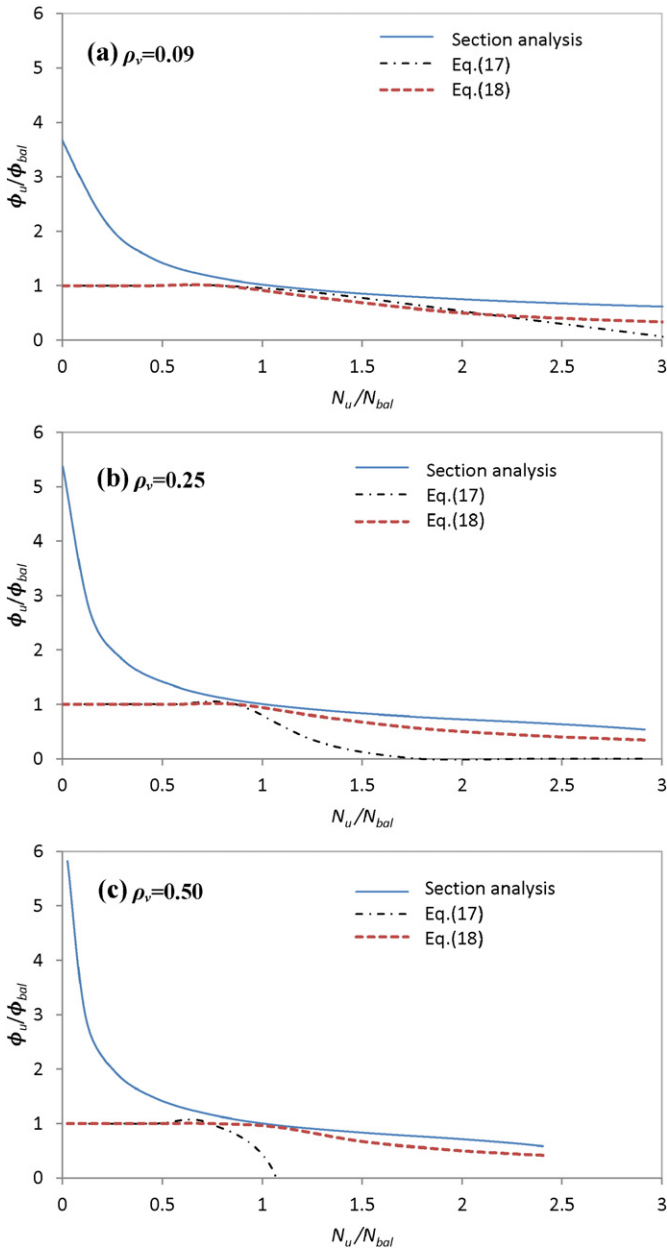 (a) ρv=0.09
Section analysis
Eq.(17)
Eq.(18)
ϕu/ϕbal
6
5
4
3
2
1
0
0 0.5 1 1.5 2 2.5 3
Nu/Nbal
(b) ρv=0.25
Section analysis
Eq.(17)
Eq.(18)
ϕu/ϕbal
6
5
4
3
2
1
0
0 0.5 1 1.5 2 2.5 3
Nu/Nbal
(c) ρv=0.50
Section analysis
Eq.(17)
Eq.(18)
ϕu/ϕbal
6
5
4
3
2
1
0
0 0.5 1 1.5 2 2.5 3
Nu/Nbal